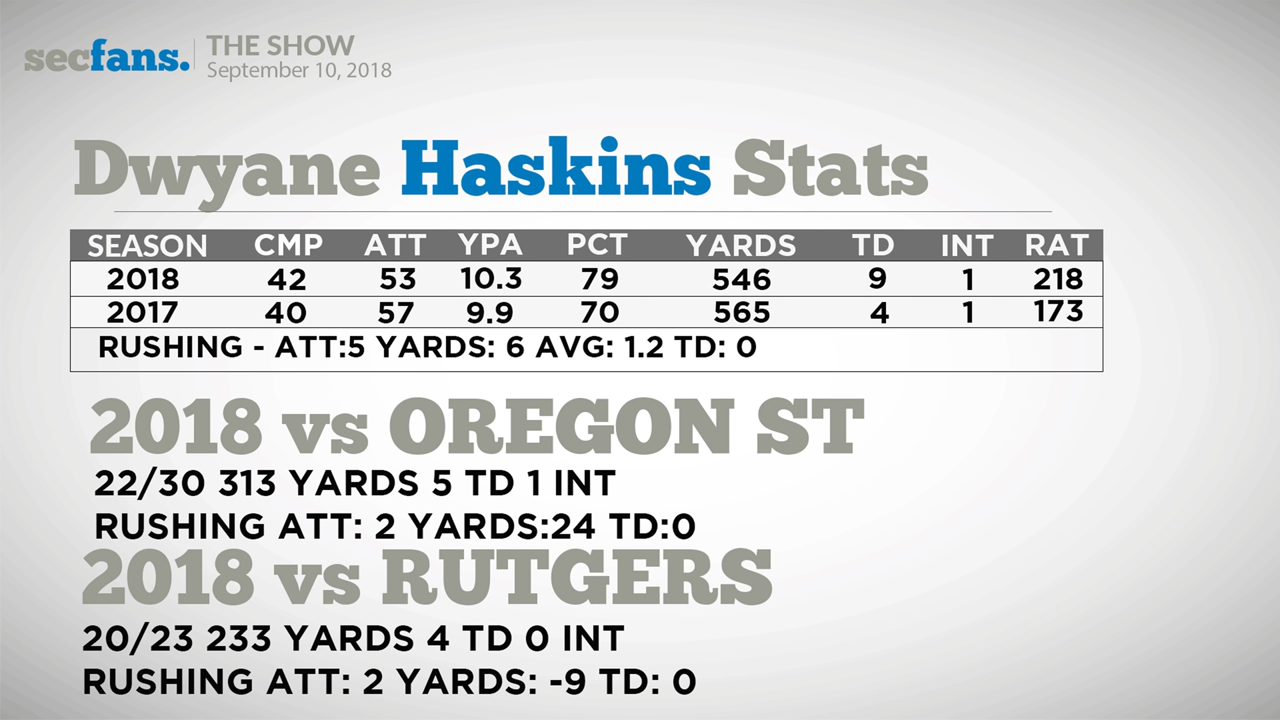 secfans. THE SHOW
September 10, 2018
Dwyane Haskins Stats
SEASON CMP ATT YPA PCT YARDS TD INT RAT
2018 42 53 10.3 79 546 9 1 218
2017 40 57 9.9 70 565 4 1 173
RUSHING - ATT:5 YARDS: 6 AVG: 1.2 TD: 0
2018 vs OREGON ST
22/30 313 YARDS 5 TD 1 INT
RUSHING ATT: 2 YARDS:24 TD:0
2018 vs RUTGERS
20/23 233 YARDS 4 TD 0 INT
RUSHING ATT: 2 YARDS: -9 TD: 0